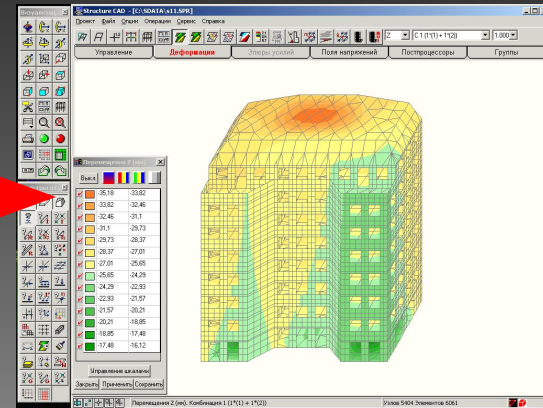 Structure CAD - [C:\SDATA\s11.SPR]
Проект Файл Опции Операции Сервис Справка
Z C 1 (1*(1) + 1*(2)) 1.000
Управление Деформации Эпюры усилий Поля напряжений Постпроцессоры Группы
Перемещения Z (мм)
Выкл
-35,18 -33,82
-33,82 -32,46
-32,46 -31,1
-31,1 -29,73
-29,73 -28,37
-28,37 -27,01
-27,01 -25,65
-25,65 -24,29
-24,29 -22,93
-22,93 -21,57
-21,57 -20,21
-20,21 -18,85
-18,85 -17,48
-17,48 -16,12
Управление шкалами
Закрыть Применить Сохранить
Перемещения Z (мм). Комбинация 1 (1*(1) + 1*(2)) Узлов 5404 Элементов 6061